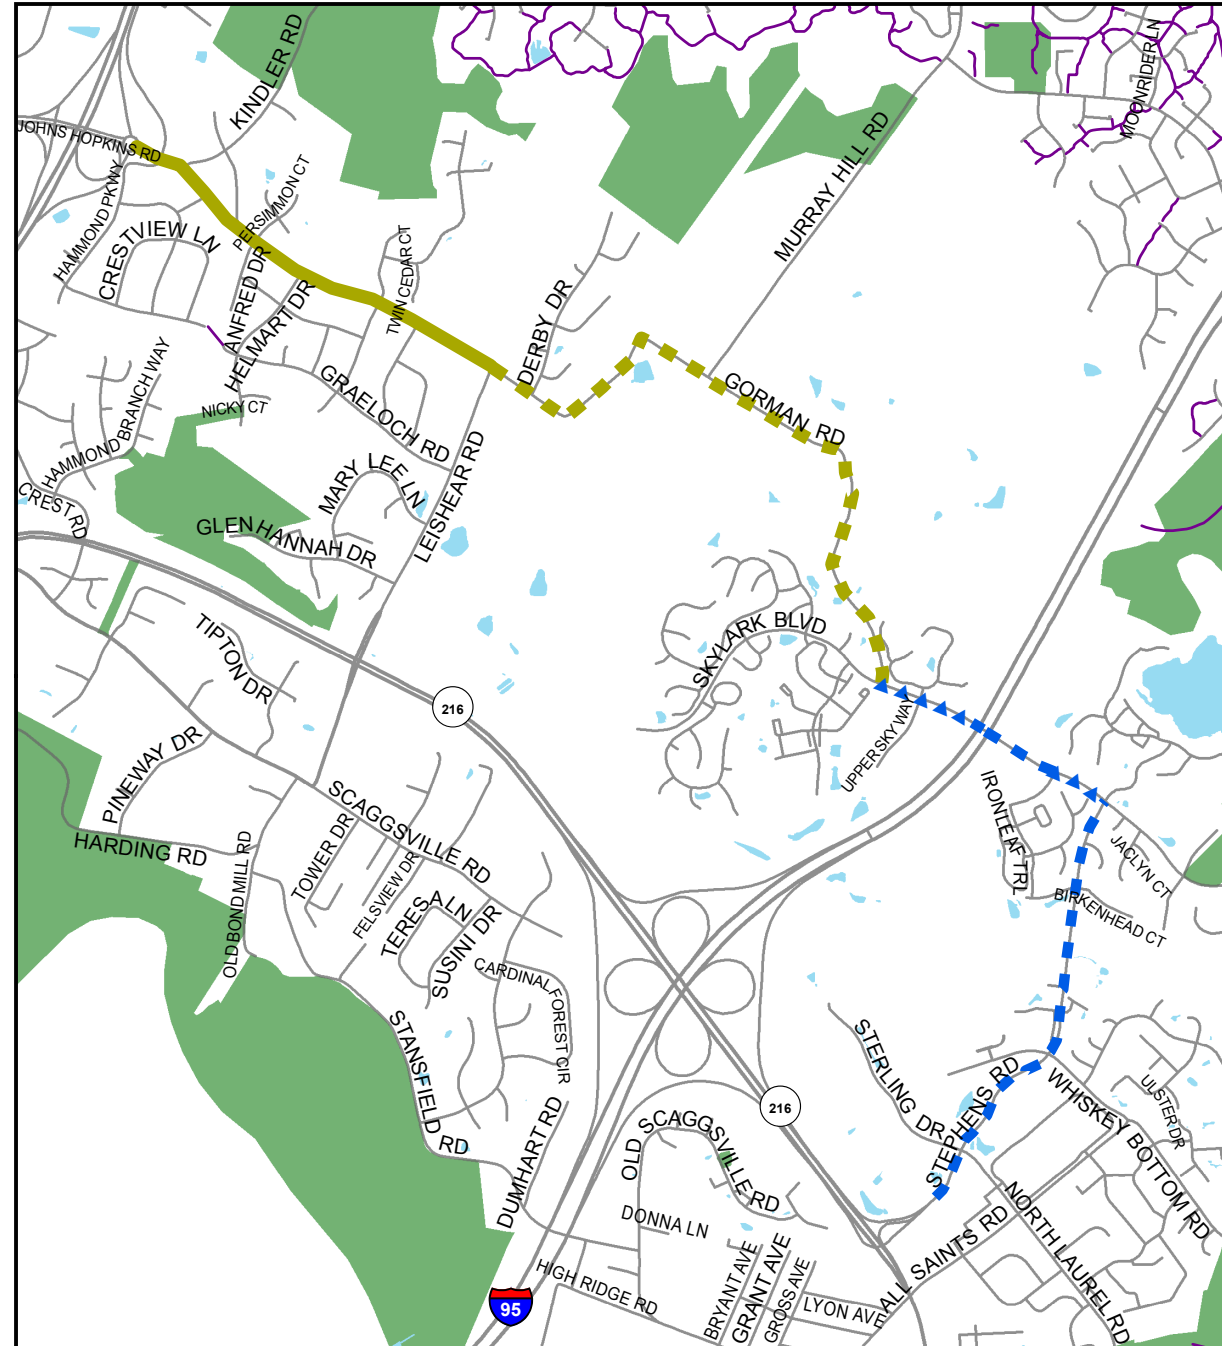 KINDLER RD
MOONRIDER LN
JOHNS HOPKINS RD
MURRAY HILL RD
HAMMOND PKWY
PERSIMMON CT
CRESTVIEW LN
ANFRED DR
TWIN CEDAR CT
HELMART DR
DERBY DR
HAMMOND BRANCH WAY
NICKY CT
GRAELOCH RD
GORMAN RD
MARY LEE LN
LEISHEAR RD
CREST RD
GLEN HANNAH DR
TIPTON DR
SKYLARK BLVD
216
PINEWAY DR
UPPER SKY WAY
SCAGGSVILLE RD
IRONLEAF TRL
HARDING RD
OLD BOND MILL RD
TOWER DR
FELSVIEW DR
JACLYN CT
TERESA LN
SUSINI DR
BIRKENHEAD CT
CARDINAL FOREST CIR
STANSFIELD RD
STERLING DR
STEPHENS RD
WHISKEY BOTTOM RD
ULSTER DR
216
DUMHART RD
OLD SCAGGSVILLE RD
DONNA LN
NORTH LAUREL RD
ALL SAINTS RD
HIGH RIDGE RD
BRYANT AVE
GRANT AVE
GROSS AVE
LYON AVE
95